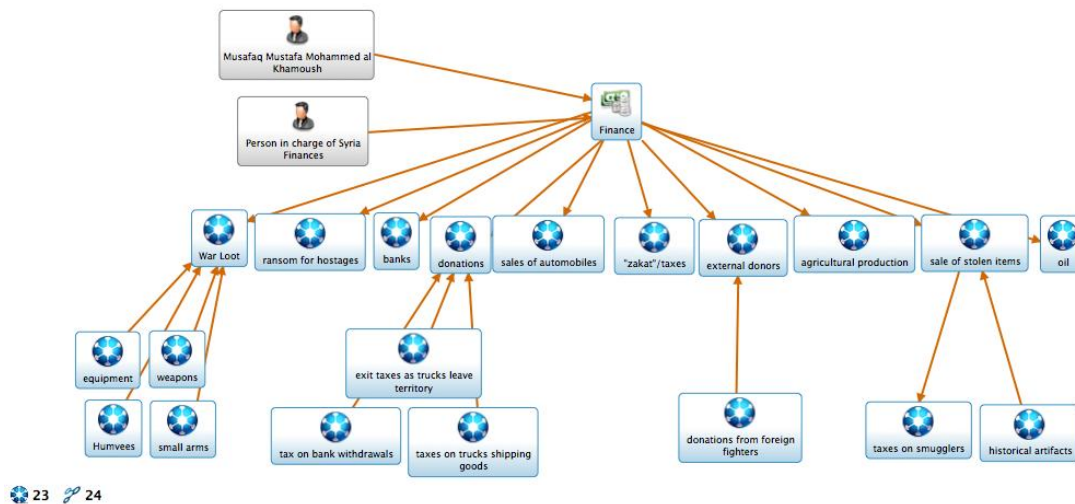 Musafaq Mustafa Mohammed al
Khamoush
Person in charge of Syria
Finances
Finance
War Loot
ransom for hostages
banks
donations
sales of automobiles
"zakat"/taxes
external donors
agricultural production
sale of stolen items
oil
equipment
weapons
exit taxes as trucks leave
territory
Humvees
small arms
tax on bank withdrawals
taxes on trucks shipping
goods
donations from foreign
fighters
taxes on smugglers
historical artifacts
23 24